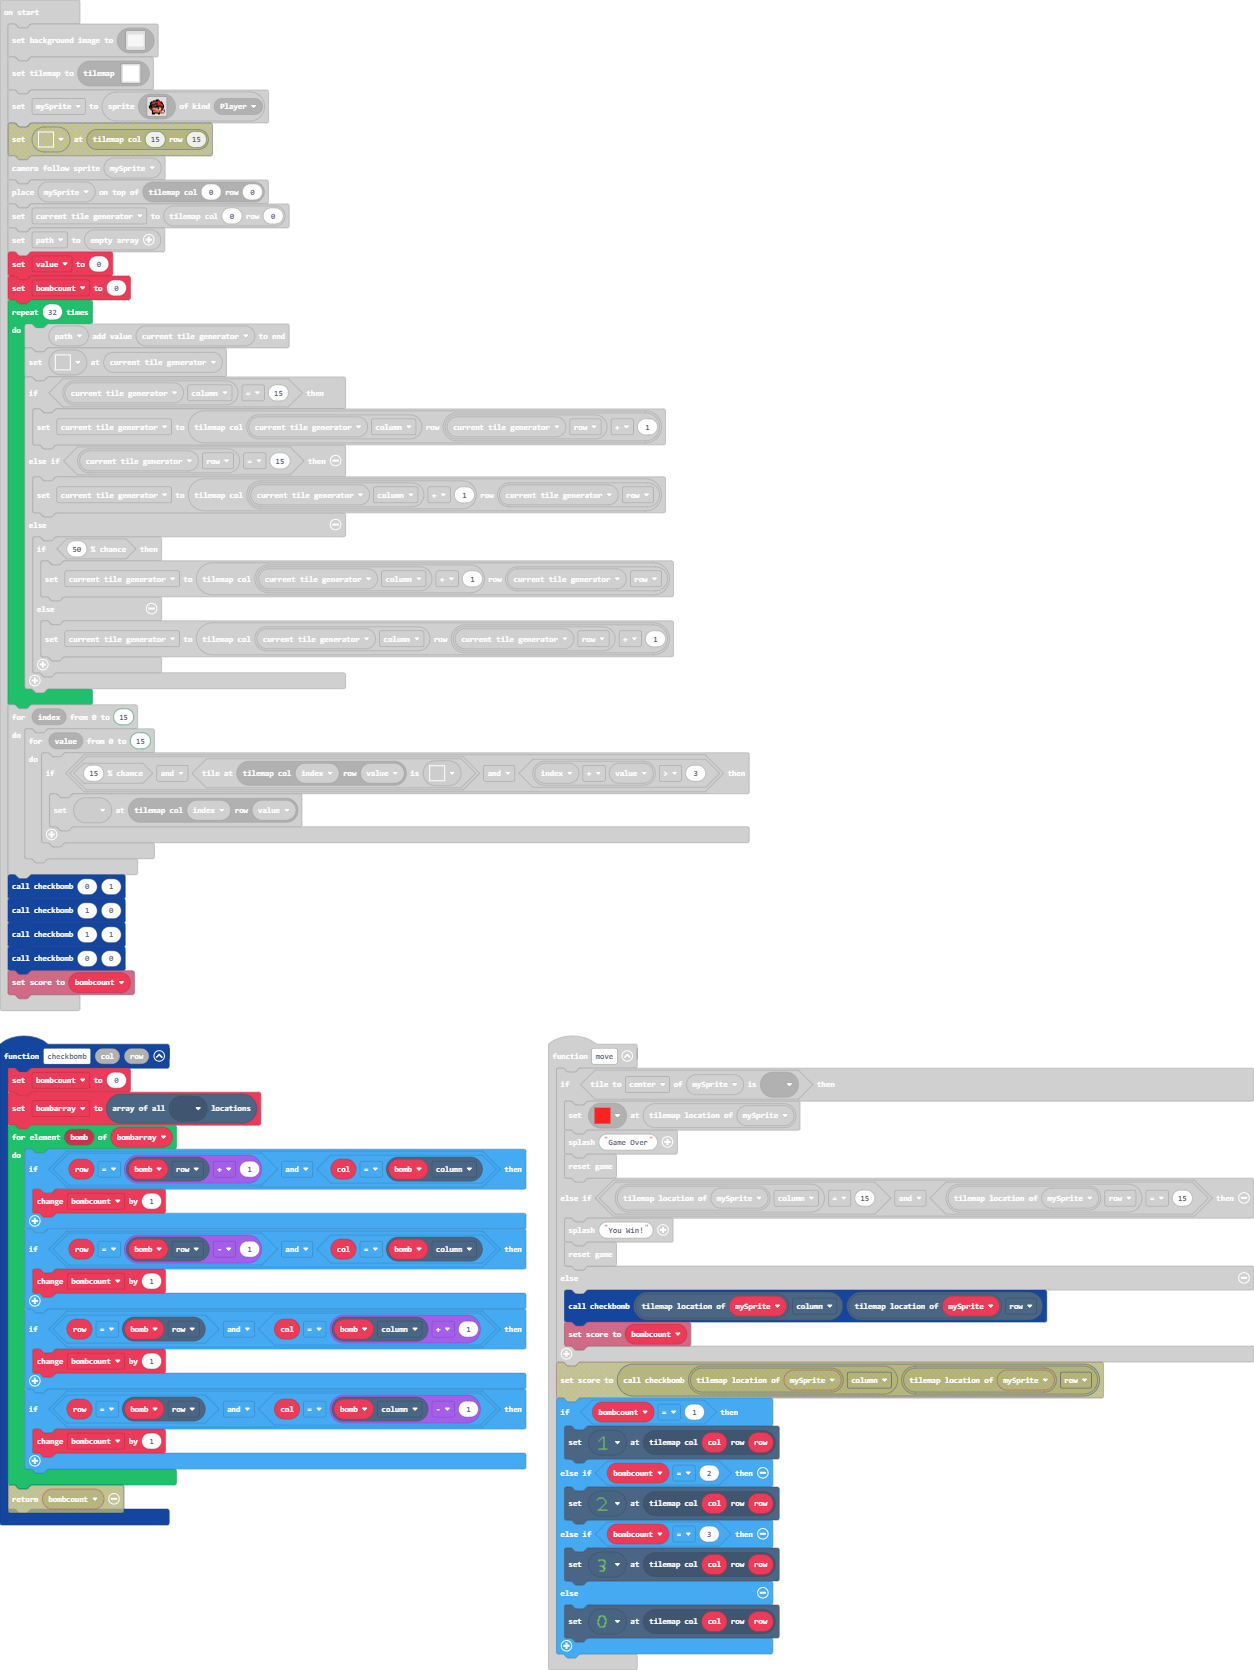 on start
set background image to
set tilemap to tilemap
set mySprite to sprite of kind Player
set at tilemap col 15 row 15
camera follow sprite mySprite
place mySprite on top of tilemap col 0 row 0
set current tile generator to tilemap col 0 row 0
set path to empty array
set value to 0
set bombcount to 0
repeat 32 times
do path add value current tile generator to end
set at current tile generator
if current tile generator column = 15 then
set current tile generator to tilemap col current tile generator column row current tile generator row + 1
else if current tile generator row = 15 then
set current tile generator to tilemap col current tile generator column + 1 row current tile generator row
else
if 50 % chance then
set current tile generator to tilemap col current tile generator column + 1 row current tile generator row
else
set current tile generator to tilemap col current tile generator column row current tile generator row + 1
for index from 0 to 15
do for value from 0 to 15
do if 15 % chance and tile at tilemap col index row value is and index + value > 3 then
set at tilemap col index row value
call checkbomb 0 1
call checkbomb 1 0
call checkbomb 1 1
call checkbomb 0 0
set score to bombcount
function checkbomb col row
set bombcount to 0
set bombarray to array of all locations
for element bomb of bombarray
do if row = bomb row + 1 and col = bomb column then
change bombcount by 1
if row = bomb row - 1 and col = bomb column then
change bombcount by 1
if row = bomb row and col = bomb column + 1 then
change bombcount by 1
if row = bomb row and col = bomb column - 1 then
change bombcount by 1
return bombcount
function move
if tile to center of mySprite is then
set at tilemap location of mySprite
splash "Game Over"
reset game
else if tilemap location of mySprite column = 15 and tilemap location of mySprite row = 15 then
splash "You Win!"
reset game
else
call checkbomb tilemap location of mySprite column tilemap location of mySprite row
set score to bombcount
set score to call checkbomb tilemap location of mySprite column tilemap location of mySprite row
if bombcount = 1 then
set 1 at tilemap col col row row
else if bombcount = 2 then
set 2 at tilemap col col row row
else if bombcount = 3 then
set 3 at tilemap col col row row
else
set 0 at tilemap col col row row